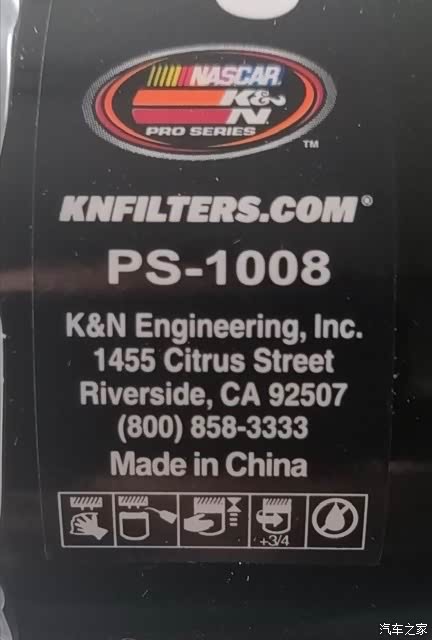 NASCAR
K&N
PRO SERIES
TM
KNFILTERS.COM®
PS-1008
K&N Engineering, Inc.
1455 Citrus Street
Riverside, CA 92507
(800) 858-3333
Made in China
+3/4
汽车之家